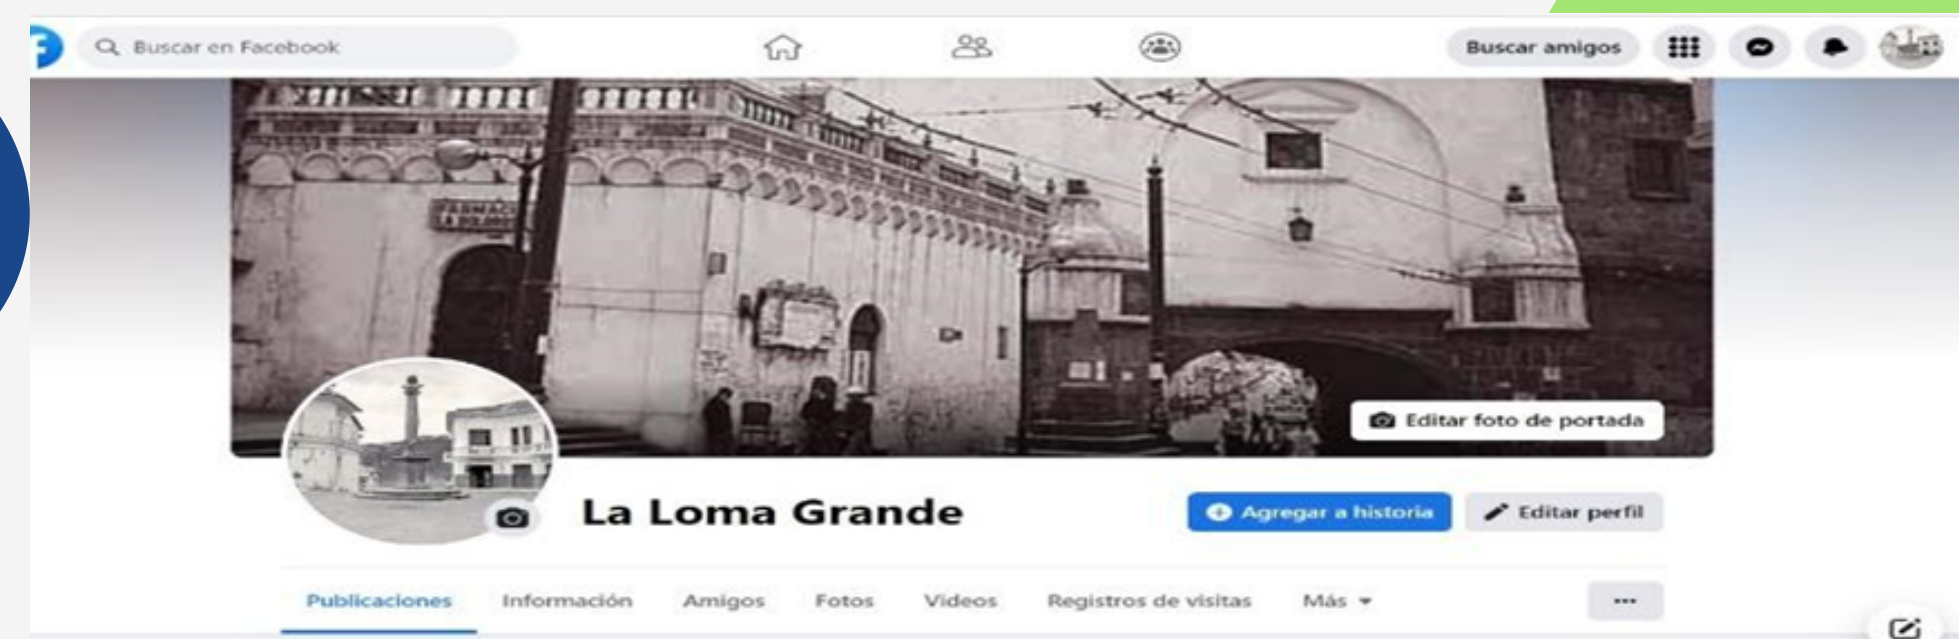 Buscar en Facebook
Buscar amigos
FARMACIA
Editar foto de portada
La Loma Grande
Agregar a historia
Editar perfil
Publicaciones
Información
Amigos
Fotos
Videos
Registros de visitas
Más